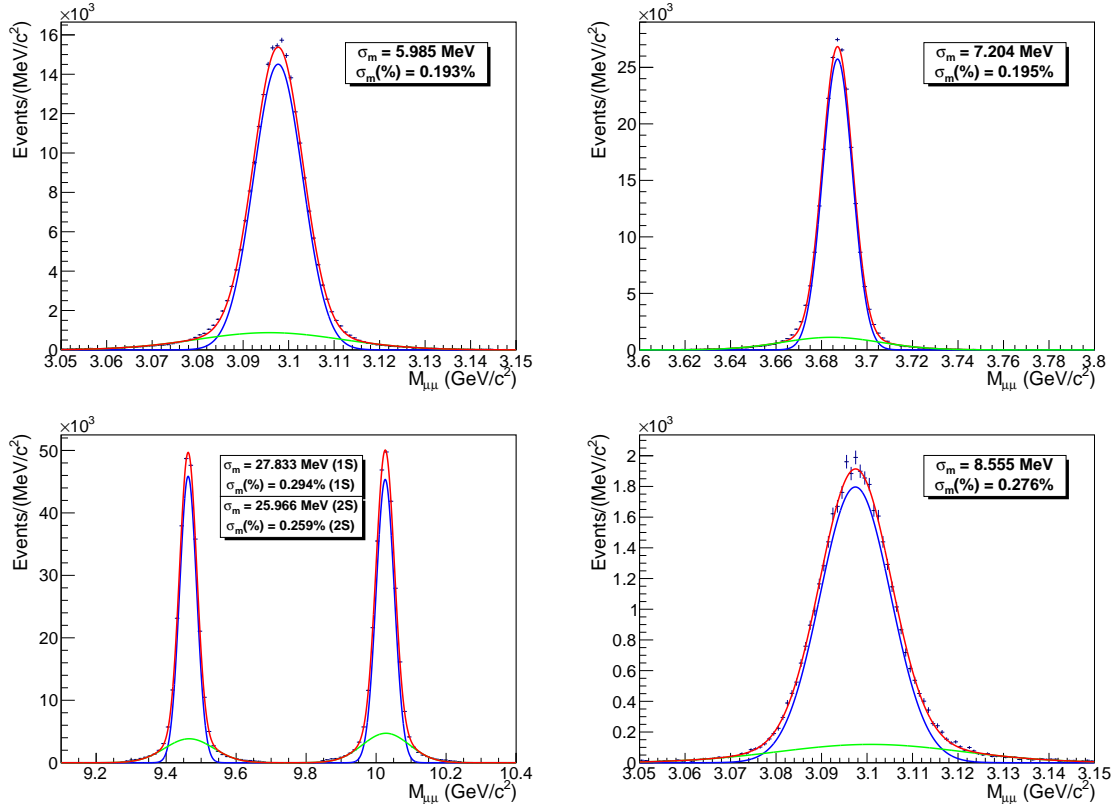 ×10³
Events/(MeV/c²)
16
14
12
10
8
6
4
2
0
σm = 5.985 MeV
σm(%) = 0.193%
3.05 3.06 3.07 3.08 3.09 3.1 3.11 3.12 3.13 3.14 3.15
Mμμ (GeV/c²)
×10³
Events/(MeV/c²)
25
20
15
10
5
0
σm = 7.204 MeV
σm(%) = 0.195%
3.6 3.62 3.64 3.66 3.68 3.7 3.72 3.74 3.76 3.78 3.8
Mμμ (GeV/c²)
×10³
Events/(MeV/c²)
50
40
30
20
10
0
σm = 27.833 MeV (1S)
σm(%) = 0.294% (1S)
σm = 25.966 MeV (2S)
σm(%) = 0.259% (2S)
9.2 9.4 9.6 9.8 10 10.2 10.4
Mμμ (GeV/c²)
×10³
Events/(MeV/c²)
2
1.8
1.6
1.4
1.2
1
0.8
0.6
0.4
0.2
0
σm = 8.555 MeV
σm(%) = 0.276%
3.05 3.06 3.07 3.08 3.09 3.1 3.11 3.12 3.13 3.14 3.15
Mμμ (GeV/c²)